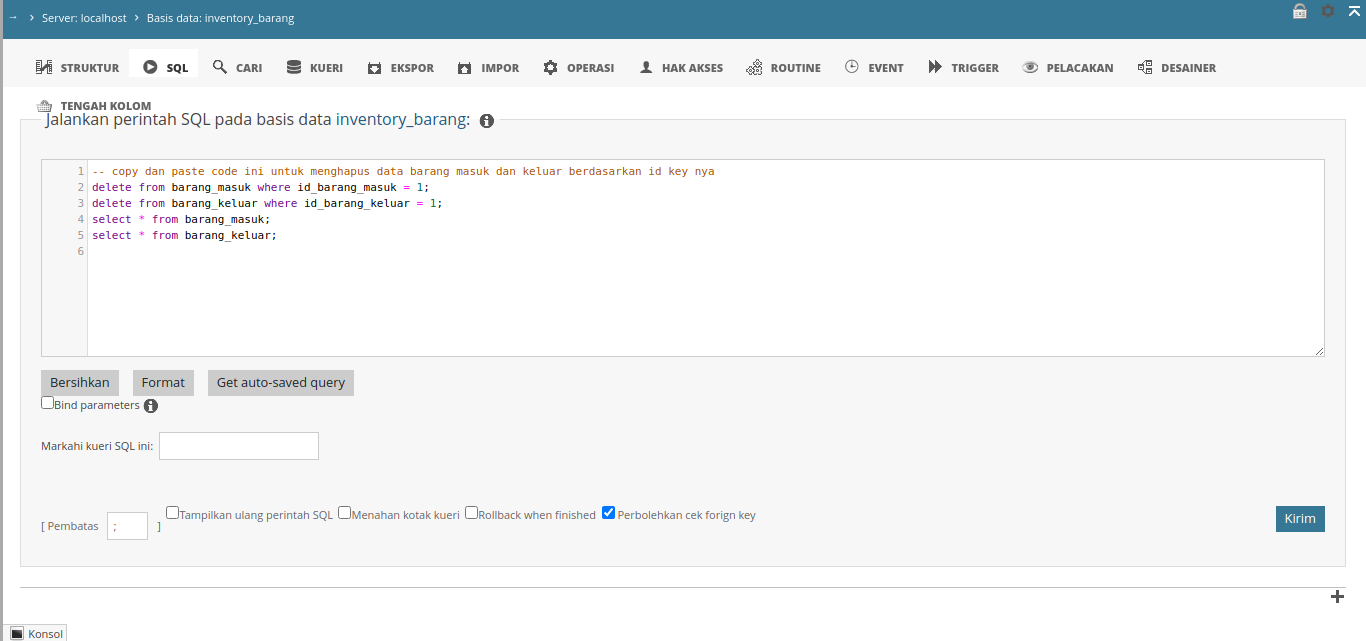 → › Server: localhost › Basis data: inventory_barang
STRUKTUR SQL CARI KUERI EKSPOR IMPOR OPERASI HAK AKSES ROUTINE EVENT TRIGGER PELACAKAN DESAINER
TENGAH KOLOM
Jalankan perintah SQL pada basis data inventory_barang:
1 -- copy dan paste code ini untuk menghapus data barang masuk dan keluar berdasarkan id key nya
2 delete from barang_masuk where id_barang_masuk = 1;
3 delete from barang_keluar where id_barang_keluar = 1;
4 select * from barang_masuk;
5 select * from barang_keluar;
6
Bersihkan Format Get auto-saved query
Bind parameters
Markahi kueri SQL ini:
[ Pembatas ; ] Tampilkan ulang perintah SQL Menahan kotak kueri Rollback when finished Perbolehkan cek forign key Kirim
Konsol